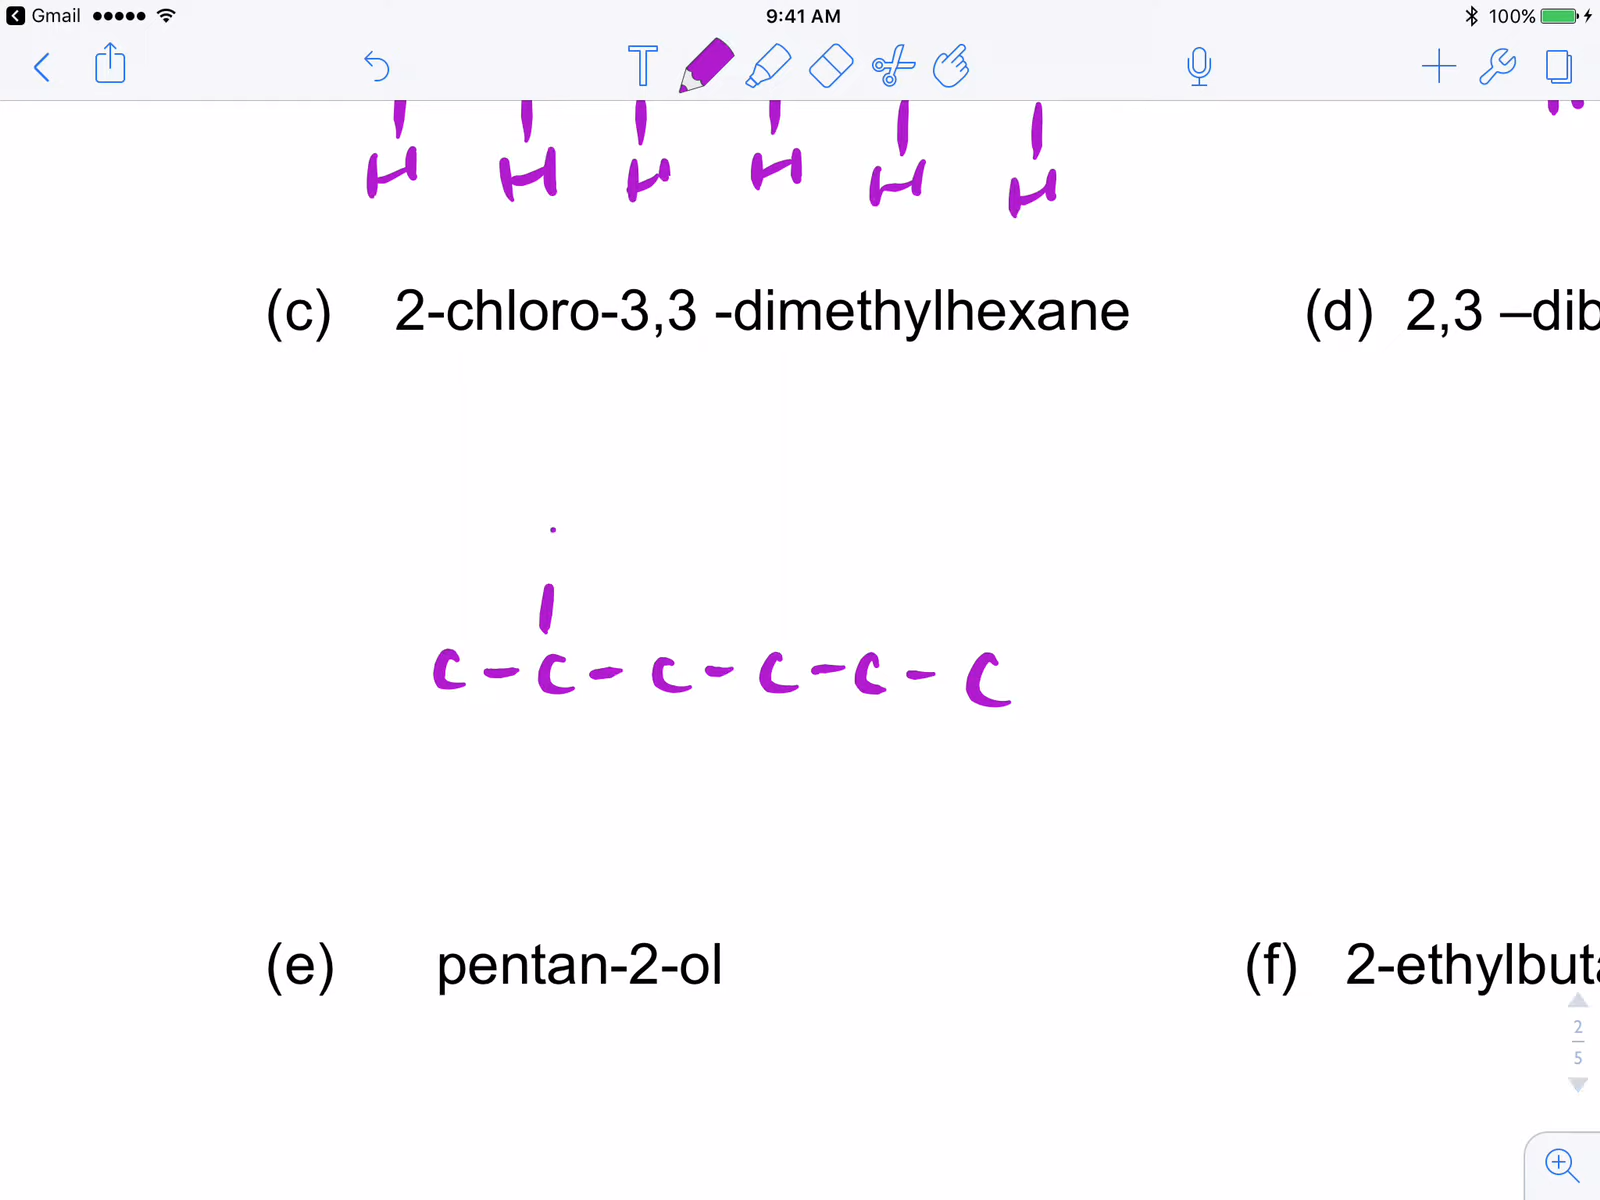 Gmail 9:41 AM 100%
T
H H H H H H
(c) 2-chloro-3,3 -dimethylhexane (d) 2,3 –dib
C - C - C - C - C - C
(e) pentan-2-ol (f) 2-ethylbuta
2
5